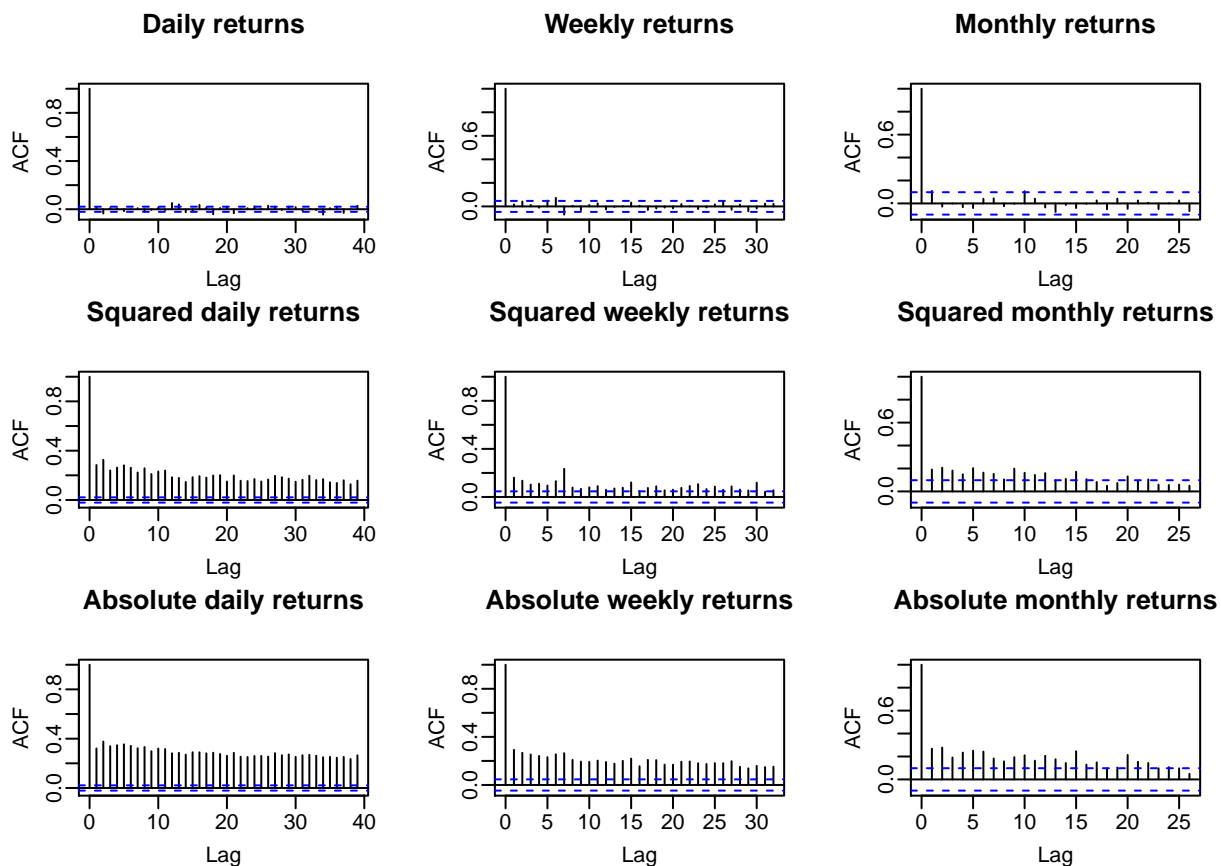 Daily returns Weekly returns Monthly returns
ACF 0.0 0.4 0.8 ACF 0.0 0.6 ACF 0.0 0.6
0 10 20 30 40 0 5 10 15 20 25 30 0 5 10 15 20 25
Lag Lag Lag
Squared daily returns Squared weekly returns Squared monthly returns
ACF 0.0 0.4 0.8 ACF 0.0 0.4 0.8 ACF 0.0 0.6
0 10 20 30 40 0 5 10 15 20 25 30 0 5 10 15 20 25
Lag Lag Lag
Absolute daily returns Absolute weekly returns Absolute monthly returns
ACF 0.0 0.4 0.8 ACF 0.0 0.4 0.8 ACF 0.0 0.6
0 10 20 30 40 0 5 10 15 20 25 30 0 5 10 15 20 25
Lag Lag Lag